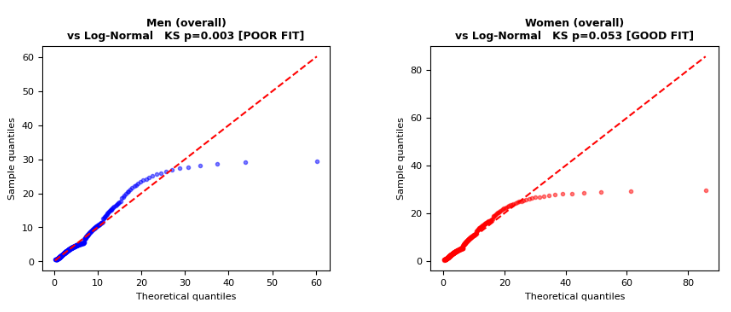 Men (overall)
vs Log-Normal   KS p=0.003 [POOR FIT]
60
50
40
30
20
10
0
Sample quantiles
0 10 20 30 40 50 60
Theoretical quantiles
Women (overall)
vs Log-Normal   KS p=0.053 [GOOD FIT]
80
60
40
20
0
Sample quantiles
0 20 40 60 80
Theoretical quantiles